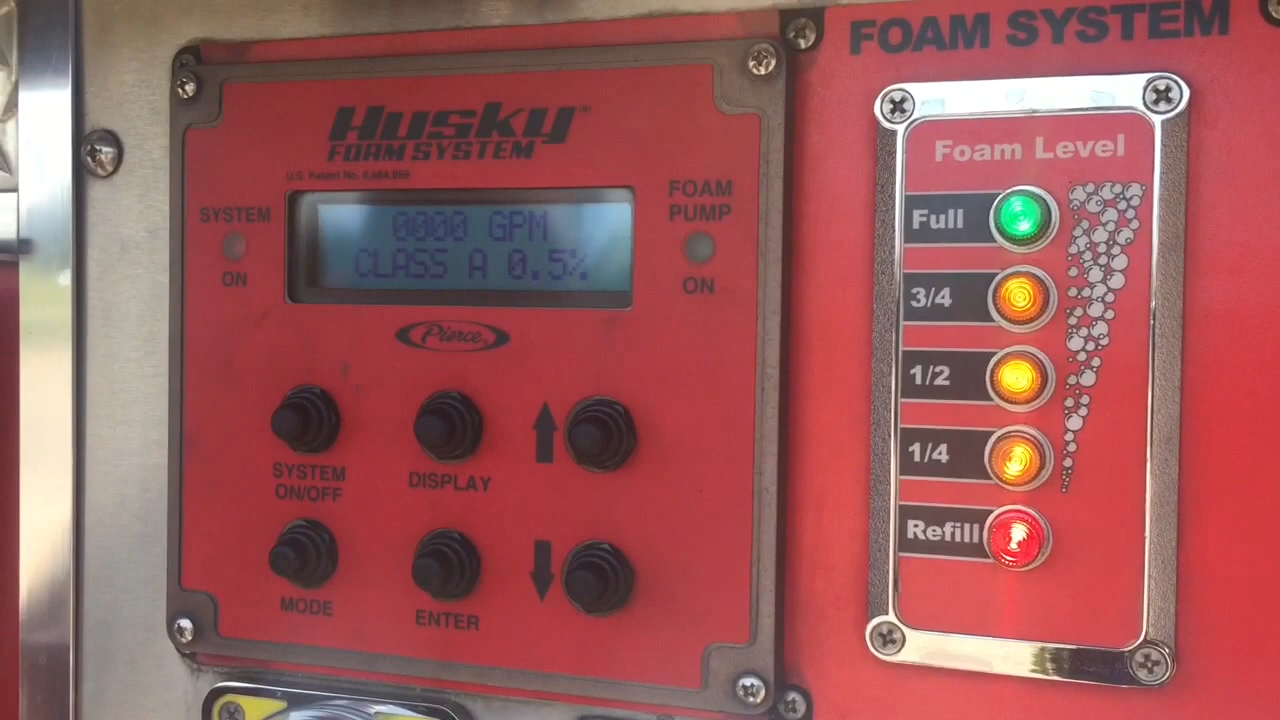 Husky
FOAM SYSTEM
SYSTEM
ON
0000 GPM
CLASS A 0.5%
FOAM
PUMP
ON
Pierce
SYSTEM
ON/OFF
DISPLAY
MODE
ENTER
FOAM SYSTEM
Foam Level
Full
3/4
1/2
1/4
Refill